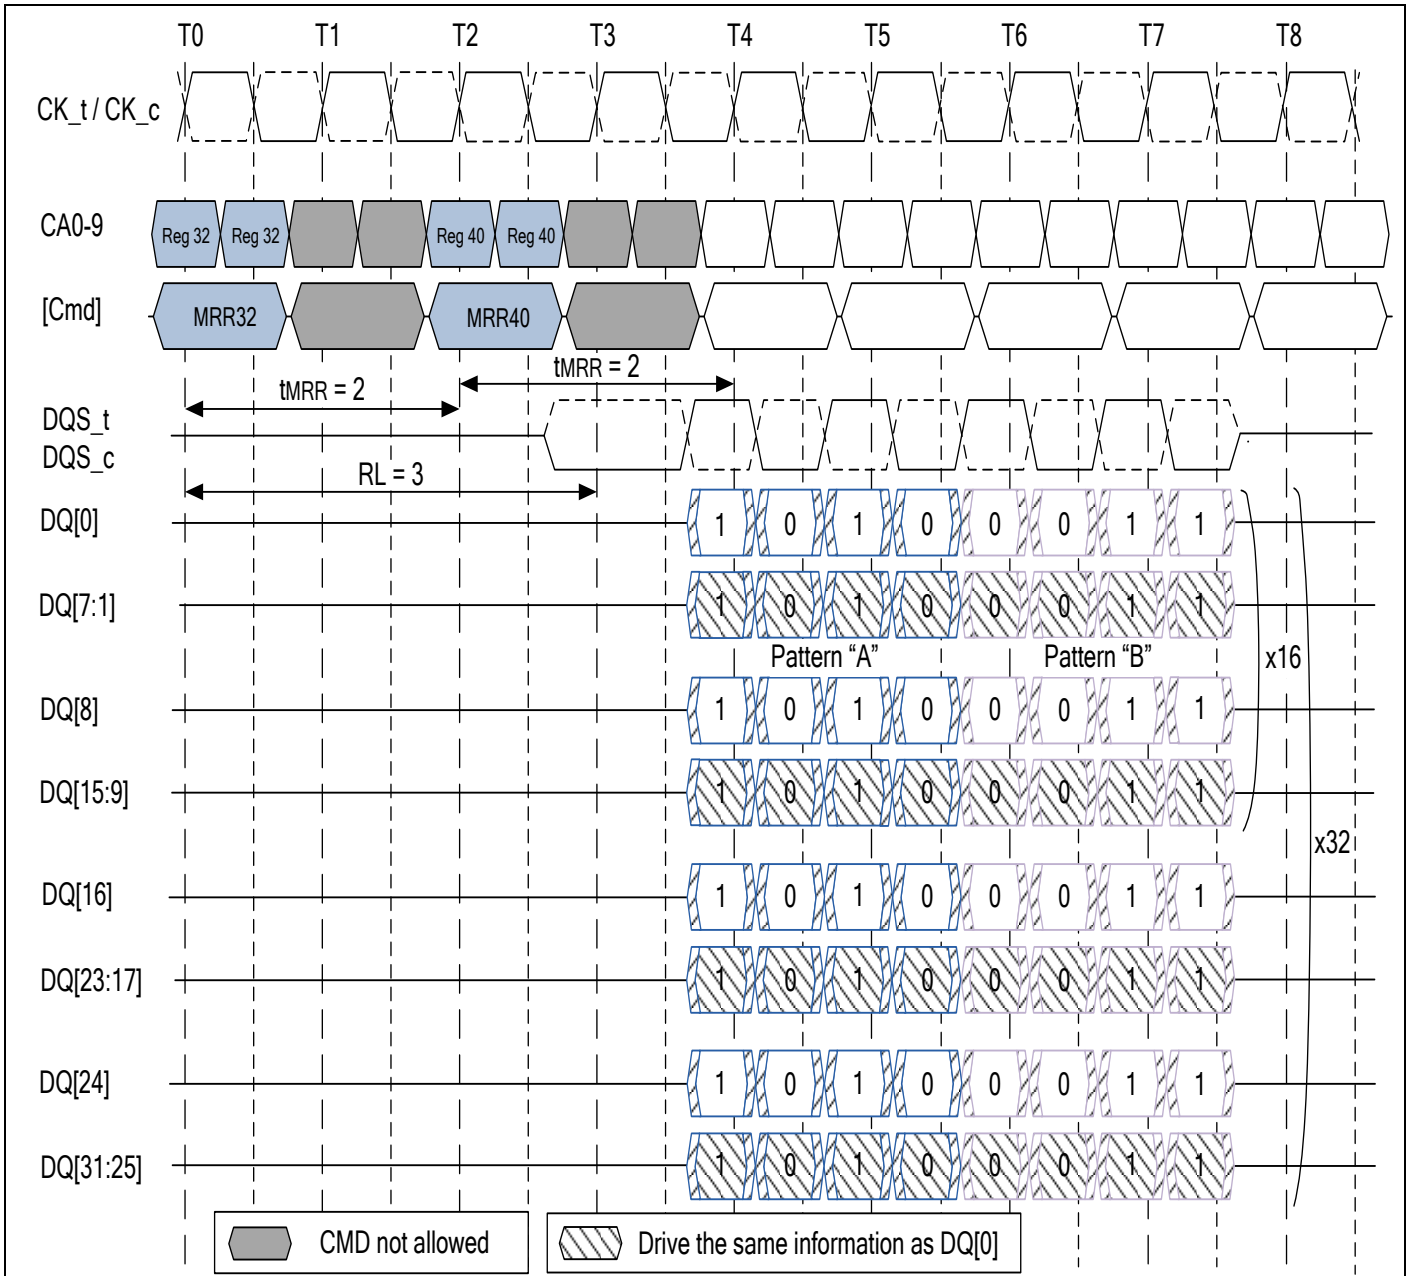 T0 T1 T2 T3 T4 T5 T6 T7 T8
CK_t / CK_c
CA0-9 Reg 32 Reg 32 Reg 40 Reg 40
[Cmd] MRR32 MRR40
tMRR = 2 tMRR = 2
DQS_t
DQS_c
RL = 3
DQ[0] 1 0 1 0 0 0 1 1
DQ[7:1] 1 0 1 0 0 0 1 1
Pattern “A” Pattern “B” x16
DQ[8] 1 0 1 0 0 0 1 1
DQ[15:9] 1 0 1 0 0 0 1 1
x32
DQ[16] 1 0 1 0 0 0 1 1
DQ[23:17] 1 0 1 0 0 0 1 1
DQ[24] 1 0 1 0 0 0 1 1
DQ[31:25] 1 0 1 0 0 0 1 1
CMD not allowed Drive the same information as DQ[0]